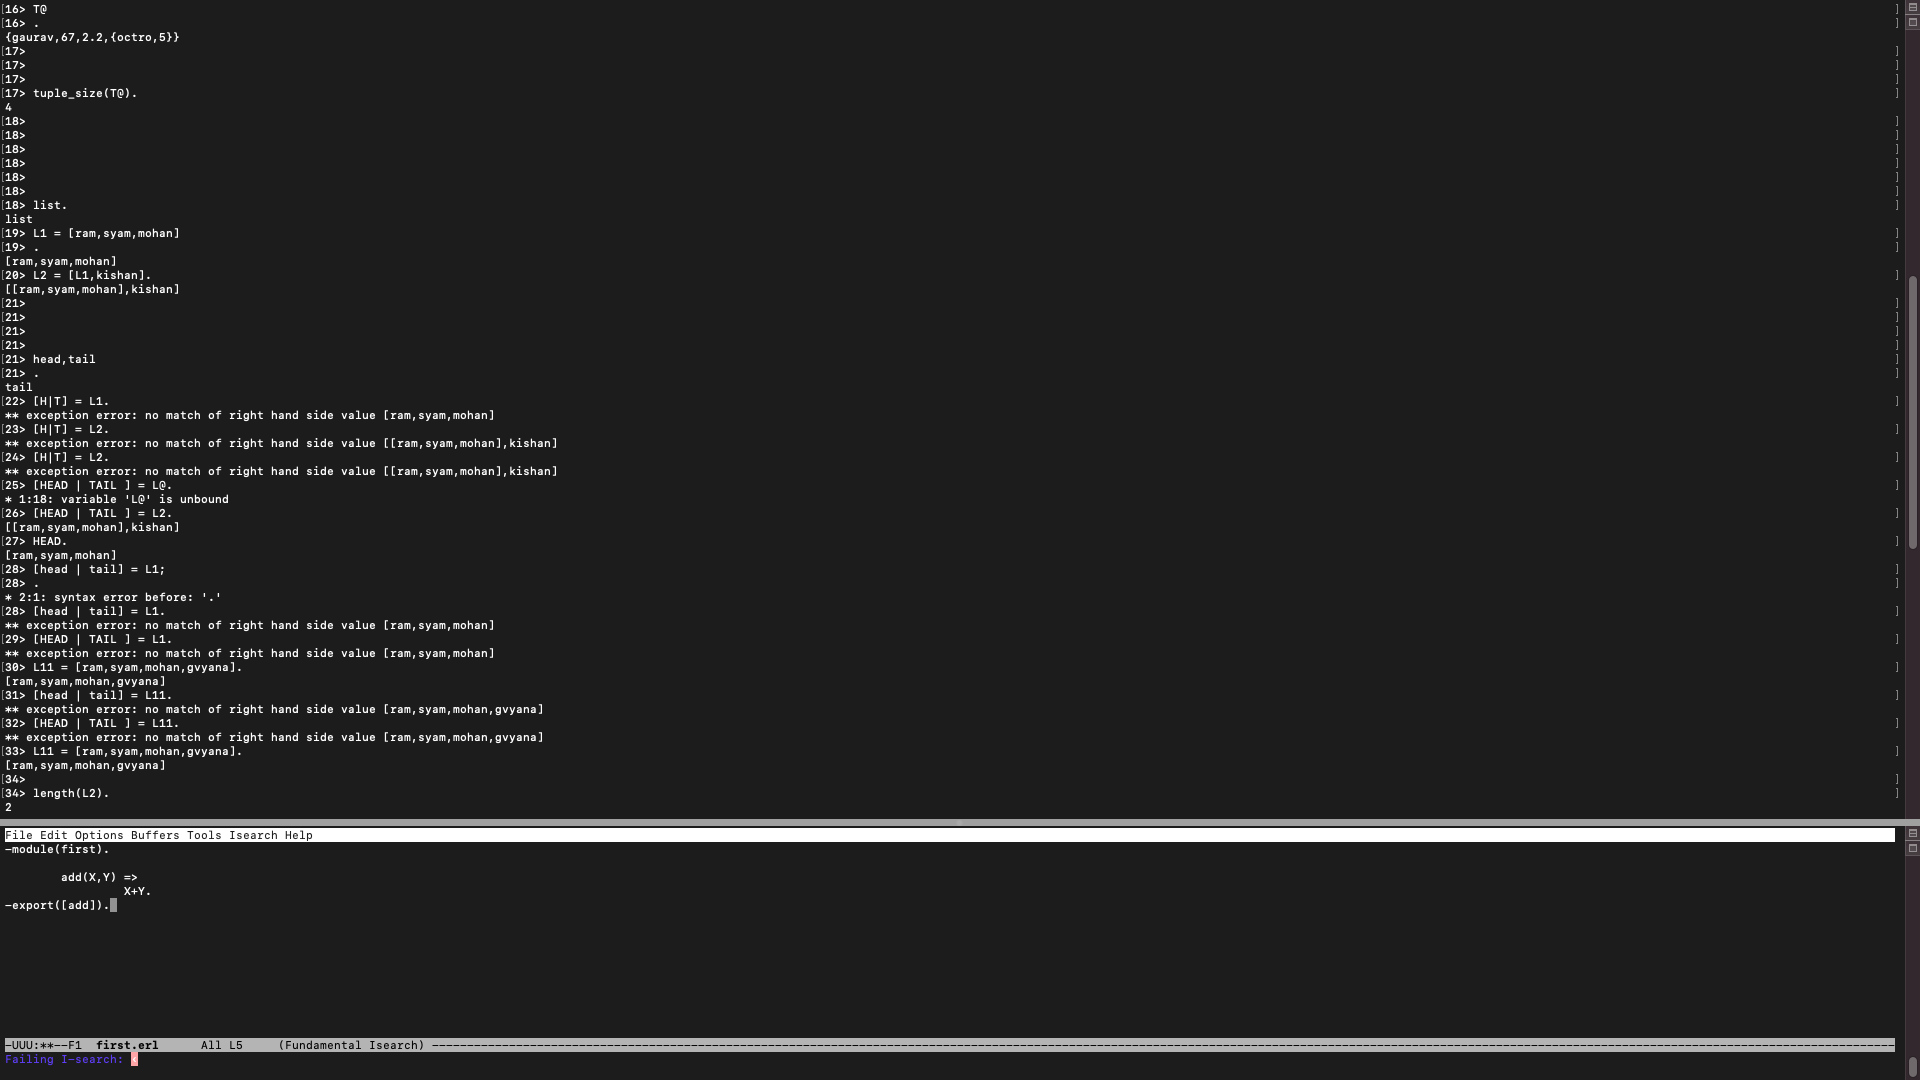 [16> T@ ]
[16> . ]
{gaurav,67,2.2,{octro,5}}
[17> ]
[17> ]
[17> ]
[17> tuple_size(T@). ]
4
[18> ]
[18> ]
[18> ]
[18> ]
[18> ]
[18> ]
[18> list. ]
list
[19> L1 = [ram,syam,mohan] ]
[19> . ]
[ram,syam,mohan]
[20> L2 = [L1,kishan]. ]
[[ram,syam,mohan],kishan]
[21> ]
[21> ]
[21> ]
[21> ]
[21> head,tail ]
[21> . ]
tail
[22> [H|T] = L1. ]
** exception error: no match of right hand side value [ram,syam,mohan]
[23> [H|T] = L2. ]
** exception error: no match of right hand side value [[ram,syam,mohan],kishan]
[24> [H|T] = L2. ]
** exception error: no match of right hand side value [[ram,syam,mohan],kishan]
[25> [HEAD | TAIL ] = L@. ]
* 1:18: variable 'L@' is unbound
[26> [HEAD | TAIL ] = L2. ]
[[ram,syam,mohan],kishan]
[27> HEAD. ]
[ram,syam,mohan]
[28> [head | tail] = L1; ]
[28> . ]
* 2:1: syntax error before: '.'
[28> [head | tail] = L1. ]
** exception error: no match of right hand side value [ram,syam,mohan]
[29> [HEAD | TAIL ] = L1. ]
** exception error: no match of right hand side value [ram,syam,mohan]
[30> L11 = [ram,syam,mohan,gvyana]. ]
[ram,syam,mohan,gvyana]
[31> [head | tail] = L11. ]
** exception error: no match of right hand side value [ram,syam,mohan,gvyana]
[32> [HEAD | TAIL ] = L11. ]
** exception error: no match of right hand side value [ram,syam,mohan,gvyana]
[33> L11 = [ram,syam,mohan,gvyana]. ]
[ram,syam,mohan,gvyana]
[34> ]
[34> length(L2). ]
2
File Edit Options Buffers Tools Isearch Help
-module(first).
add(X,Y) =>
X+Y.
-export([add]).
-UUU:**--F1 first.erl All L5 (Fundamental Isearch) ----------
Failing I-search: